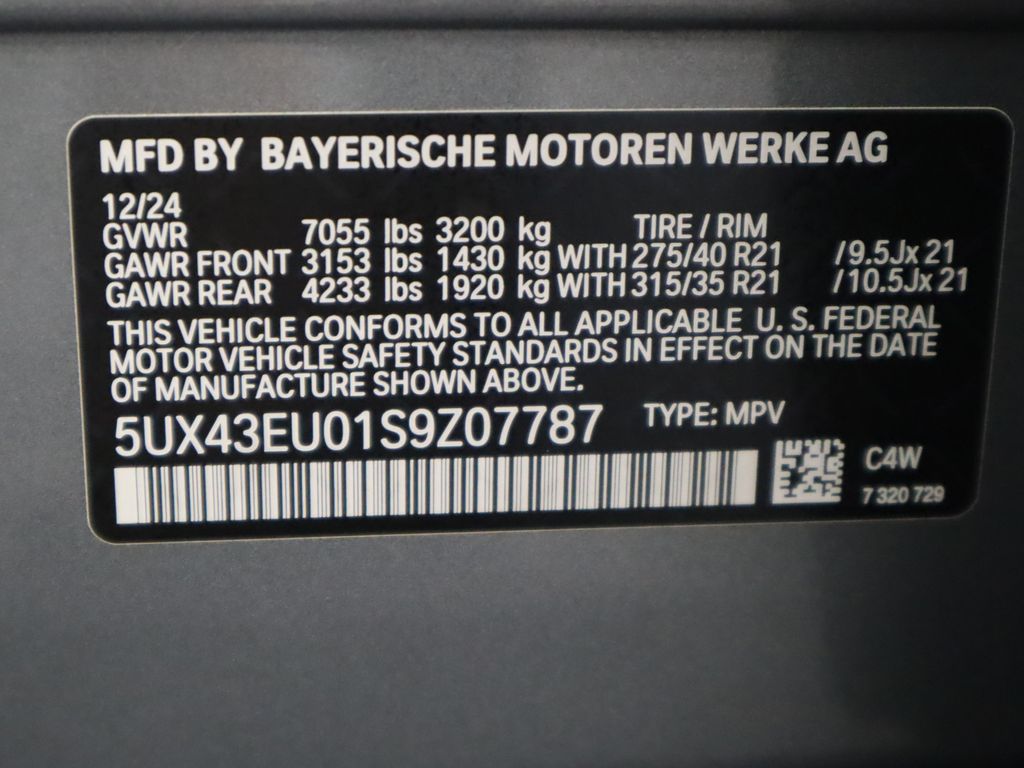 MFD BY BAYERISCHE MOTOREN WERKE AG
12/24
GVWR 7055 lbs 3200 kg TIRE / RIM
GAWR FRONT 3153 lbs 1430 kg WITH 275/40 R21 /9.5Jx 21
GAWR REAR 4233 lbs 1920 kg WITH 315/35 R21 /10.5Jx 21
THIS VEHICLE CONFORMS TO ALL APPLICABLE U. S. FEDERAL
MOTOR VEHICLE SAFETY STANDARDS IN EFFECT ON THE DATE
OF MANUFACTURE SHOWN ABOVE.
5UX43EU01S9Z07787 TYPE: MPV
C4W
7 320 729